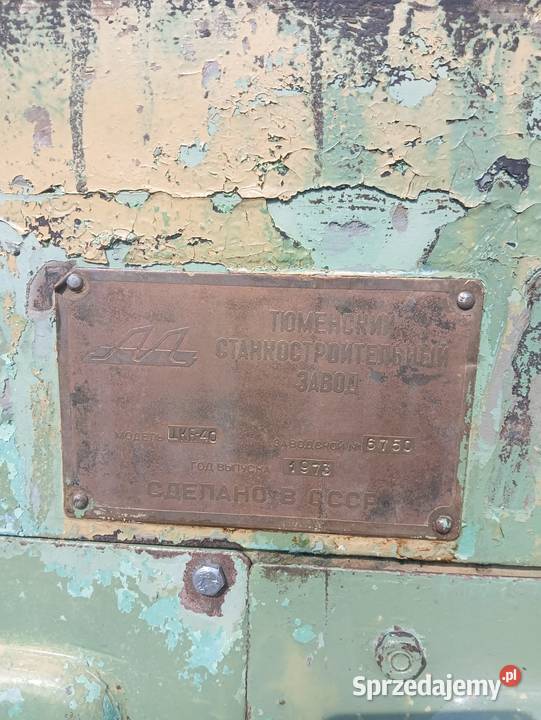 ТЮМЕНСКИЙ
СТАНКОСТРОИТЕЛЬНЫЙ
ЗАВОД
МОДЕЛЬ ЦКБ-40 ЗАВОДСКОЙ № 6750
ГОД ВЫПУСКА 1973
СДЕЛАНО В СССР
Sprzedajemy.pl